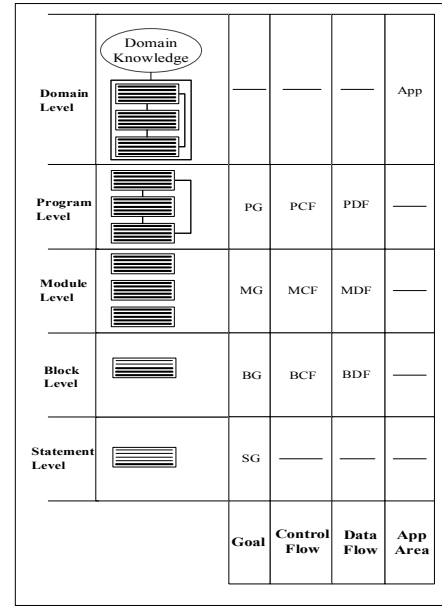 Domain
Knowledge
Domain
Level
—— —— —— App
Program
Level
PG PCF PDF ——
Module
Level
MG MCF MDF ——
Block
Level
BG BCF BDF ——
Statement
Level
SG —— —— ——
Goal Control Data App
Flow Flow Area